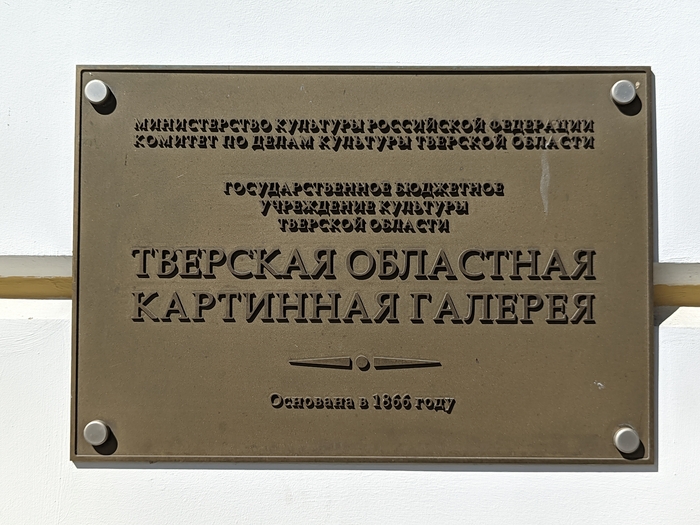 МИНИСТЕРСТВО КУЛЬТУРЫ РОССИЙСКОЙ ФЕДЕРАЦИИ
КОМИТЕТ ПО ДЕЛАМ КУЛЬТУРЫ ТВЕРСКОЙ ОБЛАСТИ
ГОСУДАРСТВЕННОЕ БЮДЖЕТНОЕ
УЧРЕЖДЕНИЕ КУЛЬТУРЫ
ТВЕРСКОЙ ОБЛАСТИ
ТВЕРСКАЯ ОБЛАСТНАЯ
КАРТИННАЯ ГАЛЕРЕЯ
Основана в 1866 году